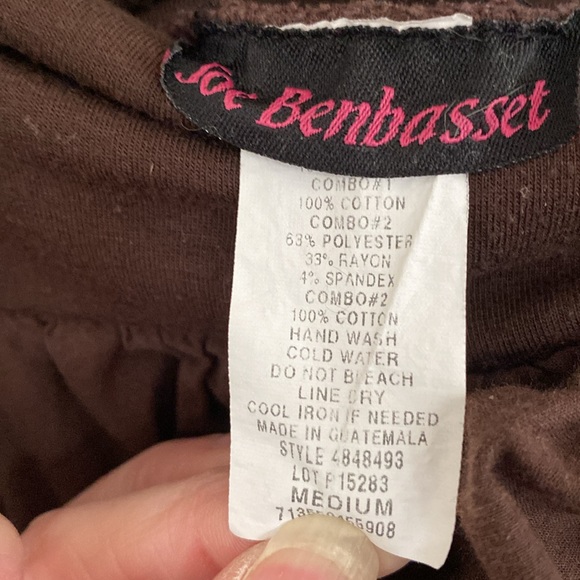 Joe Benbasset
COMBO#1
100% COTTON
COMBO#2
63% POLYESTER
33% RAYON
4% SPANDEX
COMBO#2
100% COTTON
HAND WASH
COLD WATER
DO NOT BLEACH
LINE DRY
COOL IRON IF NEEDED
MADE IN GUATEMALA
STYLE 4848493
LOT P15283
MEDIUM